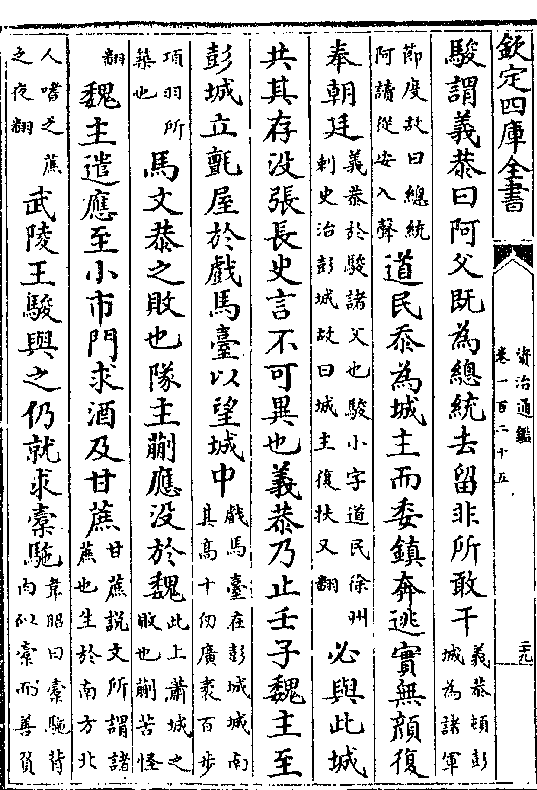 欽定四庫全書
資治通鑑
卷一百二十五
二十九
駿謂義恭曰阿父既為總統去留非所敢干義恭頓彭城為諸軍
節度故曰總統阿讀從安入聲道民忝為城主而委鎮奔逃實無顔復
奉朝廷義恭於駿諸父也駿小字道民徐州刺史治彭城故曰城主復扶又翻必與此城
共其存没張長史言不可異也義恭乃止壬子魏主至
彭城立氈屋於戲馬臺以望城中戲馬臺在彭城城南其高十仞廣袤百步
項羽所築也馬文恭之敗也隊主蒯應没於魏此上蕭城之敗也蒯苦怪
翻魏主遣應至小市門求酒及甘蔗甘蔗説文所謂藷蔗也生於南方北
人嗜之蔗之夜翻武陵王駿與之仍就求橐駞韋昭曰橐駞背肉似橐而善負